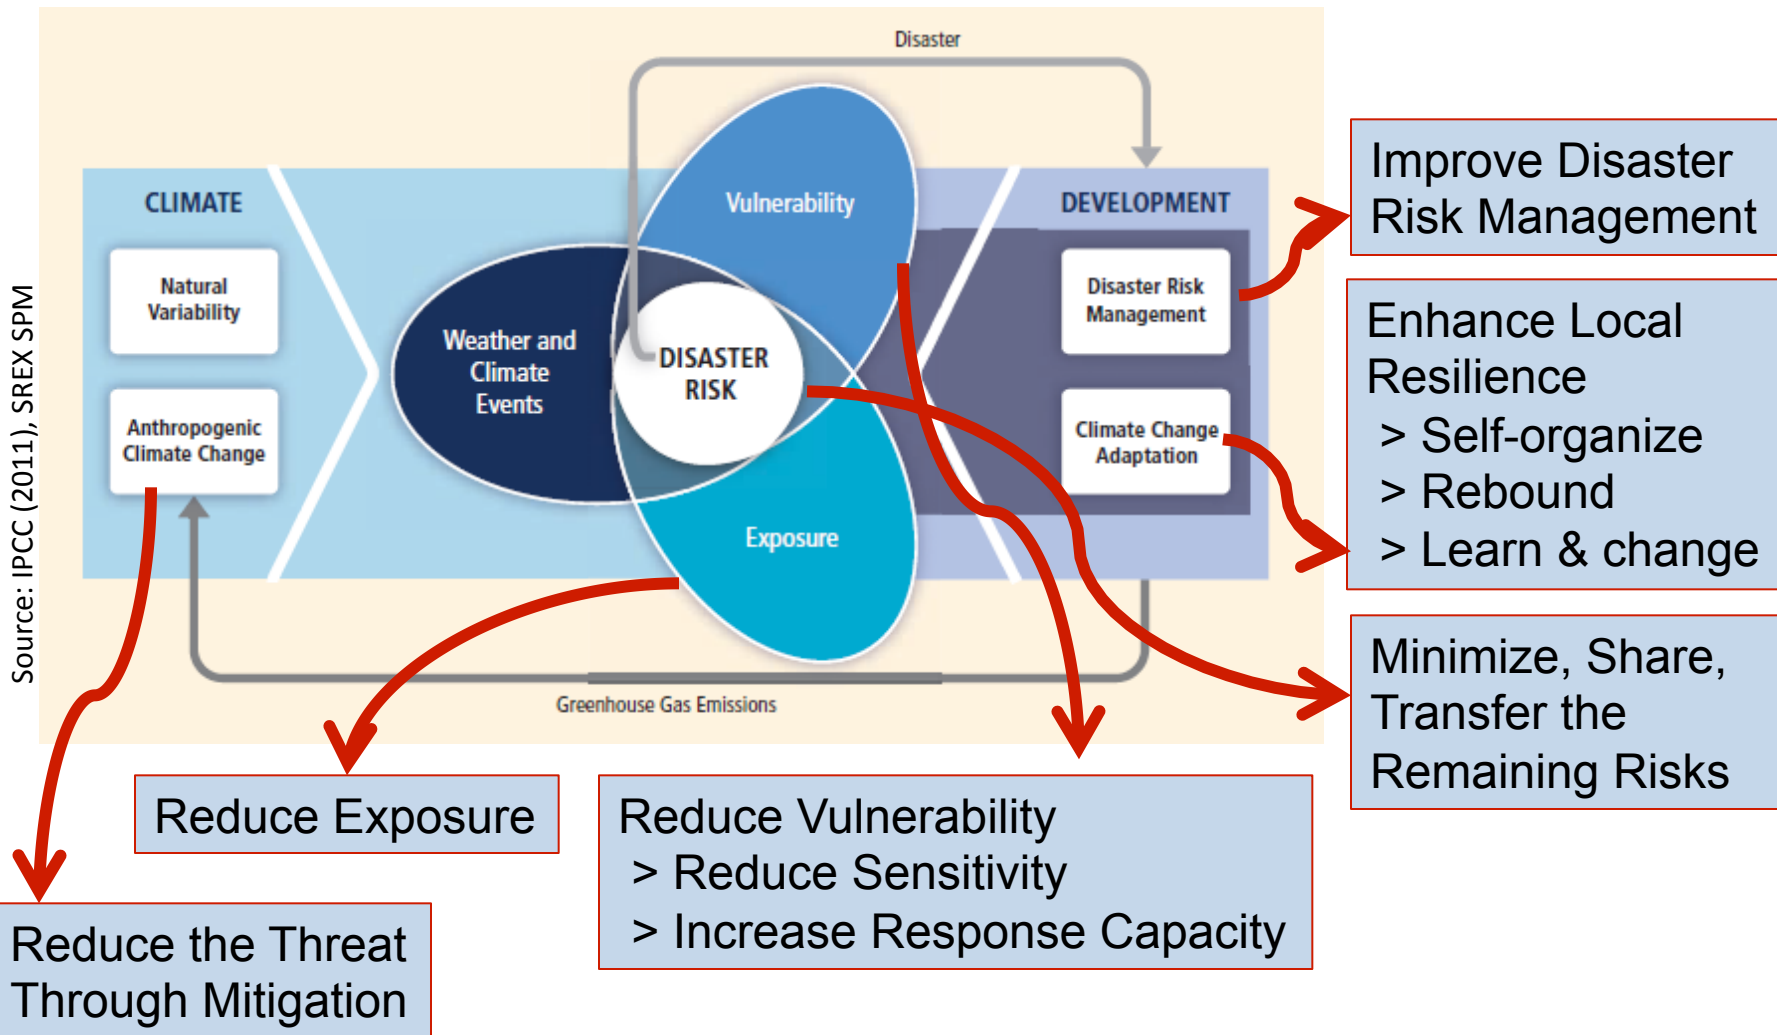 Disaster
CLIMATE
Natural
Variability
Anthropogenic
Climate Change
Vulnerability
Weather and
Climate
Events
DISASTER
RISK
Exposure
DEVELOPMENT
Disaster Risk
Management
Climate Change
Adaptation
Greenhouse Gas Emissions
Source: IPCC (2011), SREX SPM
Improve Disaster
Risk Management
Enhance Local
Resilience
> Self-organize
> Rebound
> Learn & change
Minimize, Share,
Transfer the
Remaining Risks
Reduce Exposure
Reduce Vulnerability
> Reduce Sensitivity
> Increase Response Capacity
Reduce the Threat
Through Mitigation